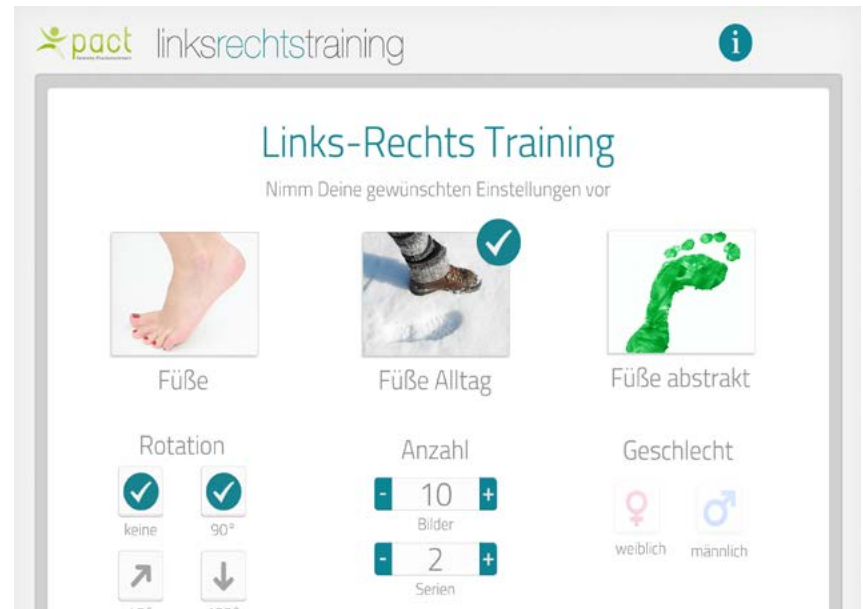 pact linksrechtstraining i
Links-Rechts Training
Nimm Deine gewünschten Einstellungen vor
Füße Füße Alltag Füße abstrakt
Rotation Anzahl Geschlecht
- 10 +
keine 90° Bilder
weiblich männlich
- 2 +
Serien